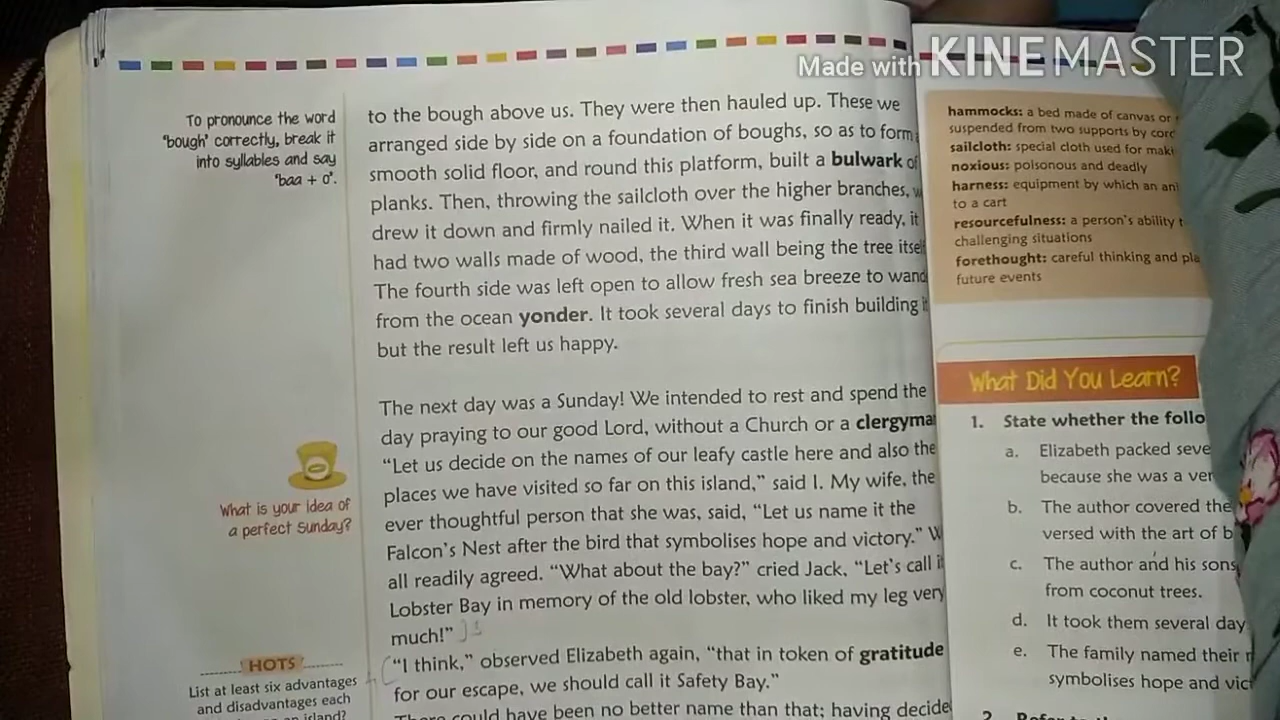 Made with KINEMASTER
To pronounce the word
'bough' correctly, break it
into syllables and say
'baa + o'.
to the bough above us. They were then hauled up. These we
arranged side by side on a foundation of boughs, so as to form
smooth solid floor, and round this platform, built a bulwark of
planks. Then, throwing the sailcloth over the higher branches,
drew it down and firmly nailed it. When it was finally ready, it
had two walls made of wood, the third wall being the tree
The fourth side was left open to allow fresh sea breeze to
from the ocean yonder. It took several days to finish building
but the result left us happy.
The next day was a Sunday! We intended to rest and spend the
day praying to our good Lord, without a Church or a
"Let us decide on the names of our leafy castle here and also the
places we have visited so far on this island," said I. My wife, the
ever thoughtful person that she was, said, "Let us name it the
Falcon's Nest after the bird that symbolises hope and victory."
all readily agreed. "What about the bay?" cried Jack, "Let's call
Lobster Bay in memory of the old lobster, who liked my leg very
much!"
"I think," observed Elizabeth again, "that in token of gratitude
for our escape, we should call it Safety Bay."
There could have been no better name than that; having
What is your idea of
a perfect Sunday?
HOTS
List at least six advantages
and disadvantages each
island?
hammocks: a bed made of canvas or
suspended from two supports by
sailcloth: special cloth used for
noxious: poisonous and deadly
harness: equipment by which an
to a cart
resourcefulness: a person's ability
challenging situations
forethought: careful thinking and
future events
What Did You Learn?
1. State whether the
a. Elizabeth packed
because she was a
b. The author covered the
versed with the art of
c. The author and his sons
from coconut trees.
d. It took them several
e. The family named their
symbolises hope and
2.